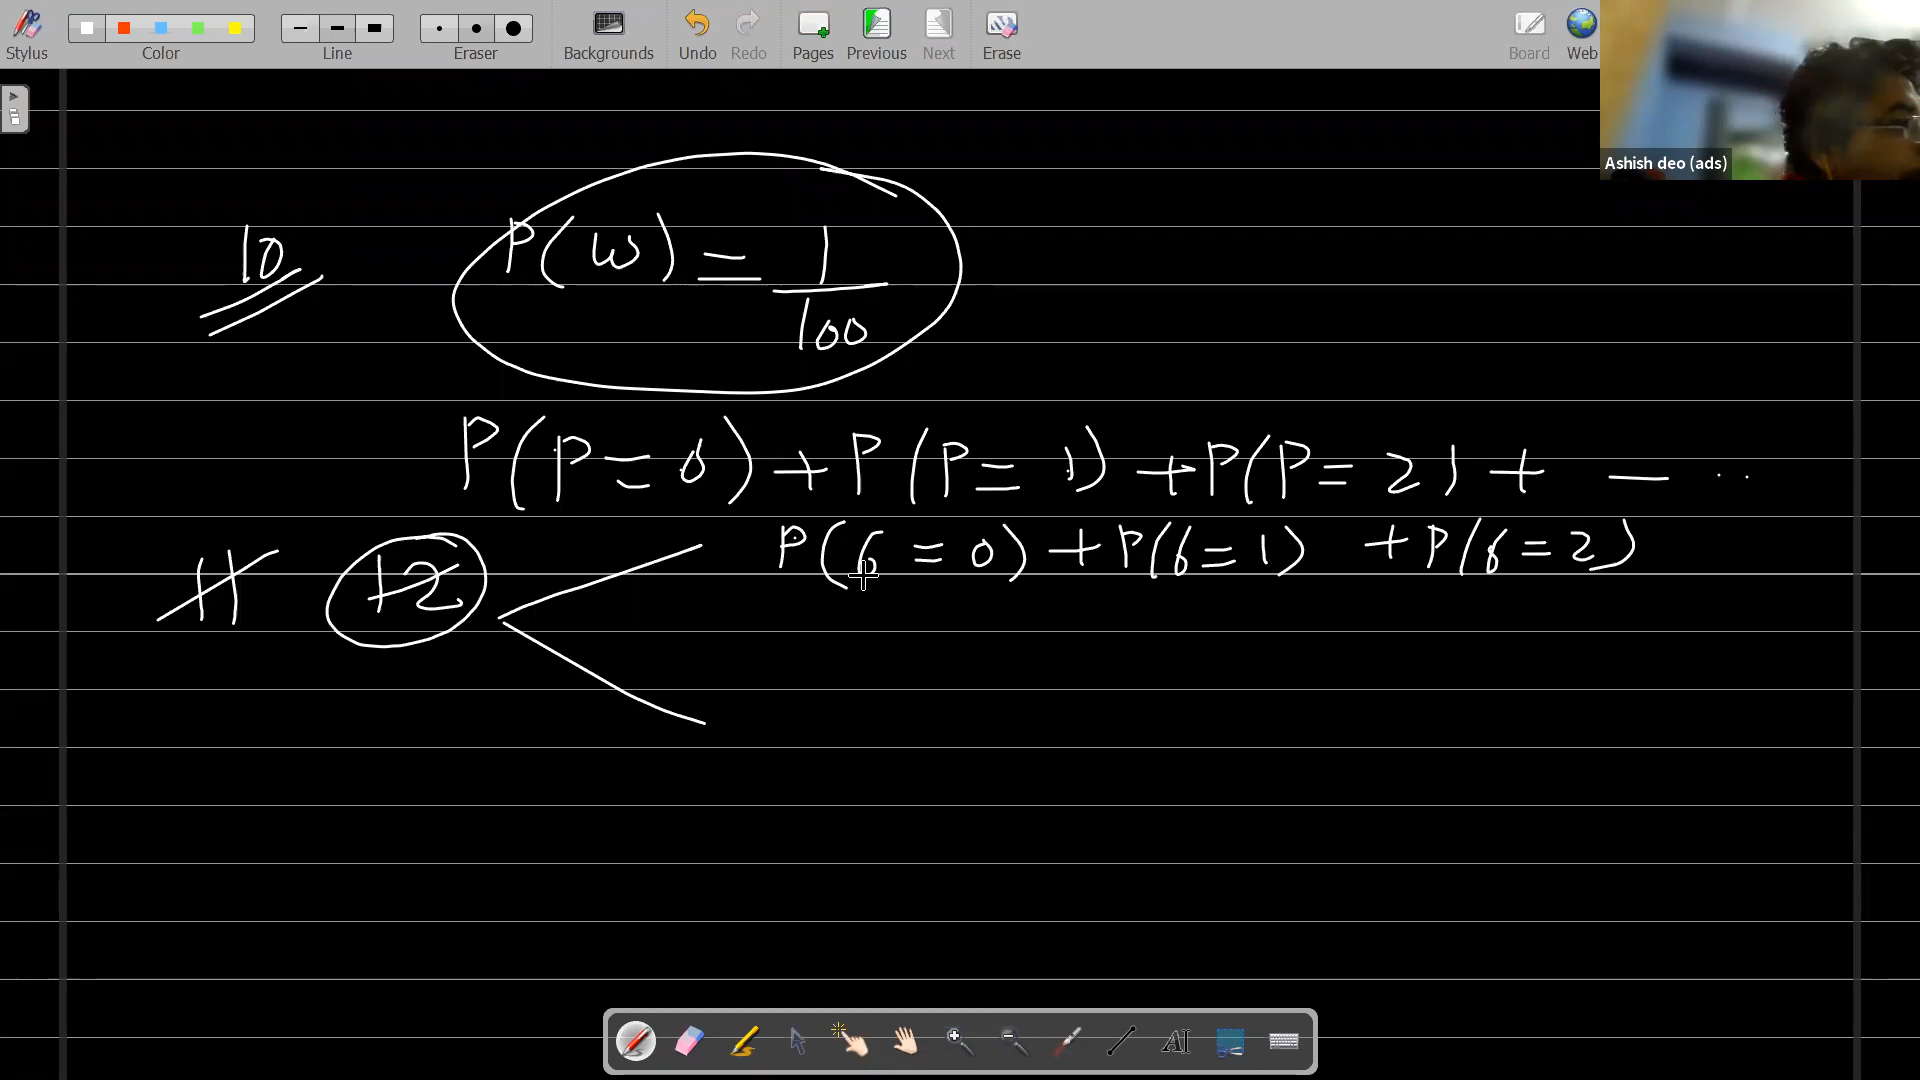 Stylus Color Line Eraser Backgrounds Undo Redo Pages Previous Next Erase Board Web
Ashish deo (ads)
10 P(W) = 1/100
P(P = 0) + P(P = 1) + P(P = 2) + — ..
11 12 P(6 = 0) + P(6 = 1) + P(6 = 2)
AI